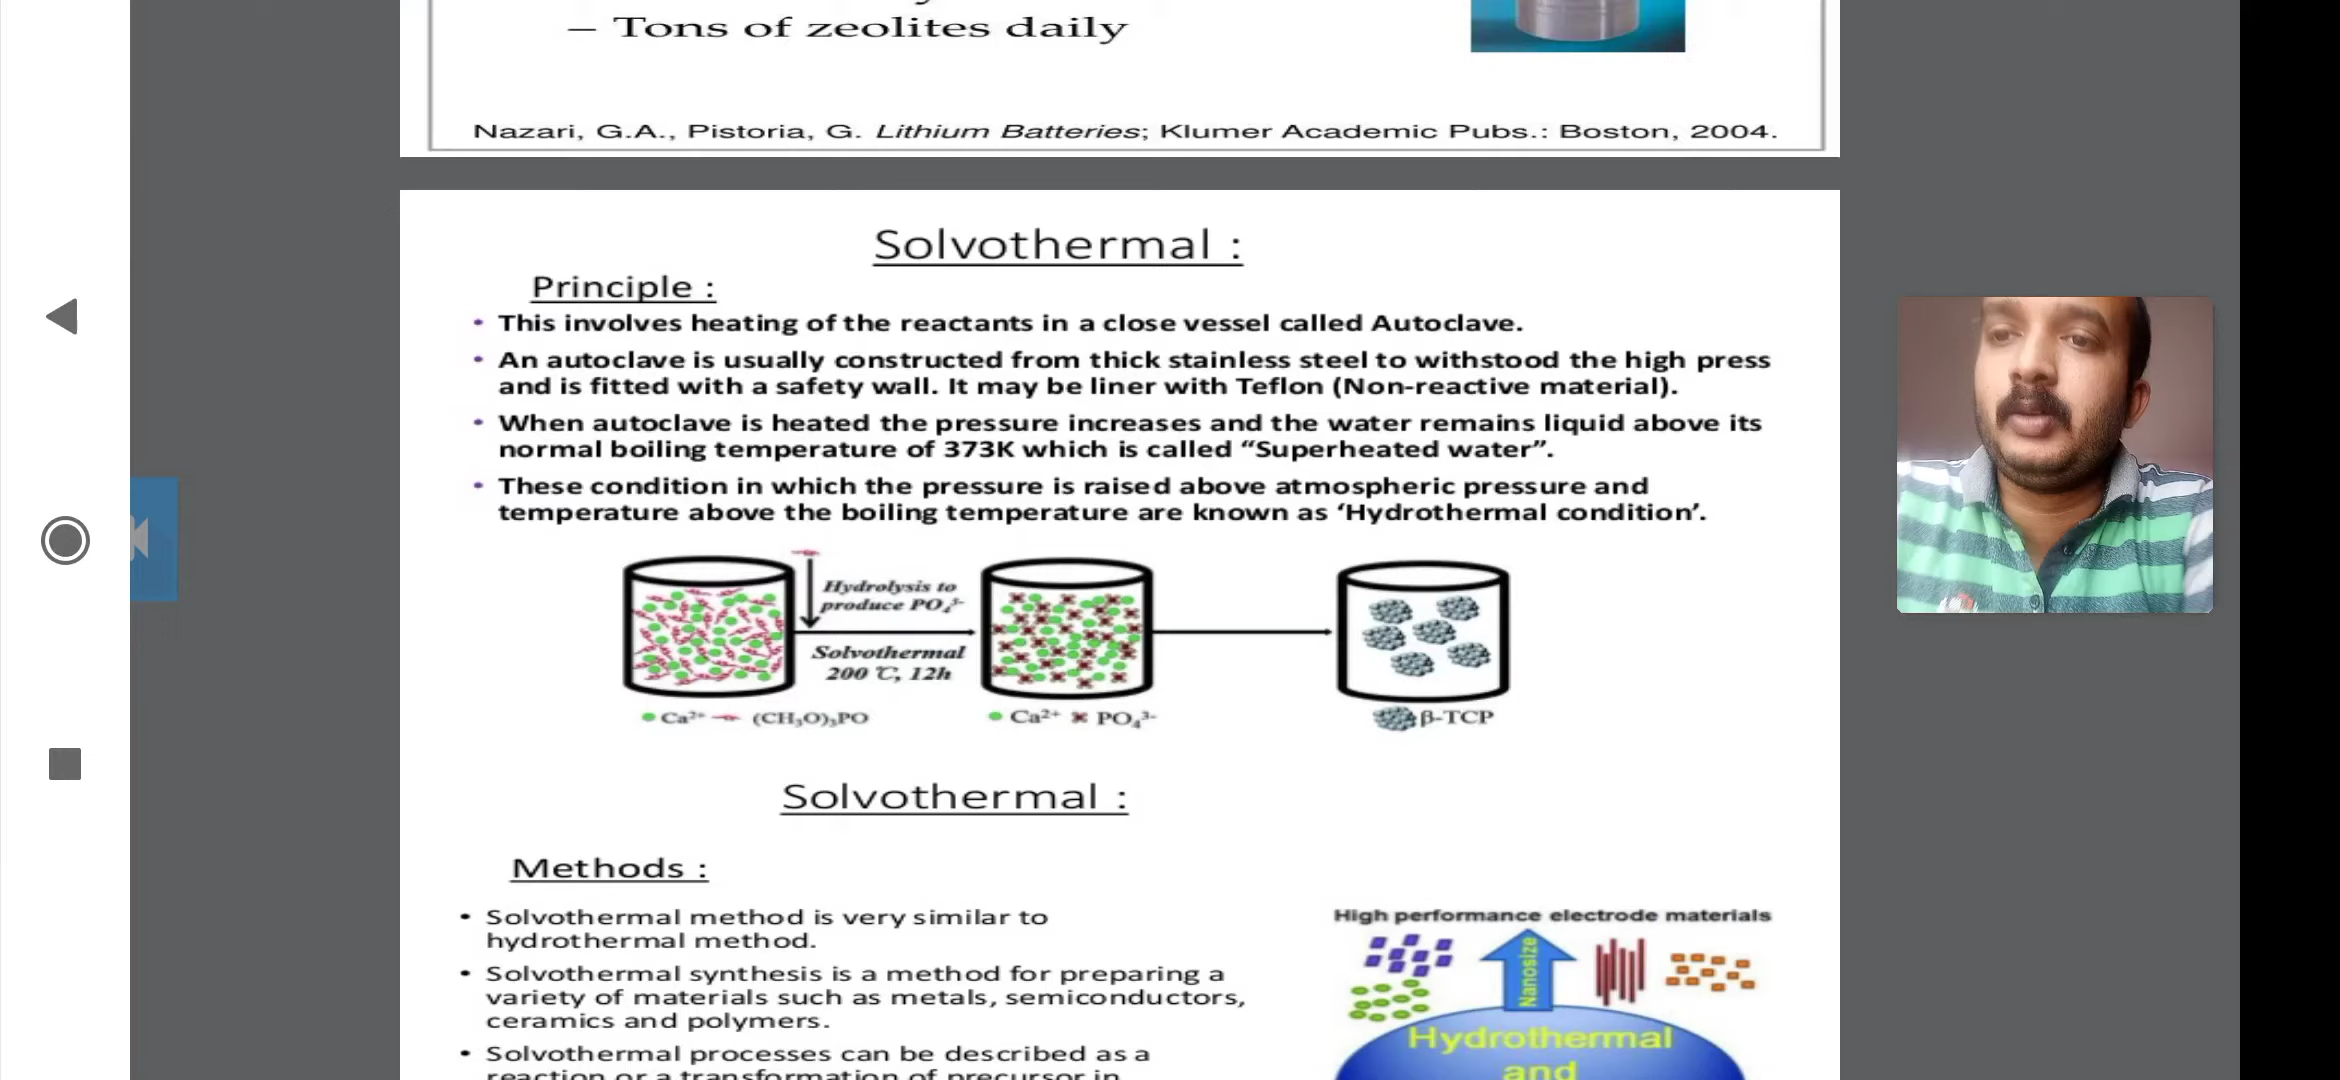 – Tons of zeolites daily
Nazari, G.A., Pistoria, G. Lithium Batteries; Klumer Academic Pubs.: Boston, 2004.
Solvothermal :
Principle :
• This involves heating of the reactants in a close vessel called Autoclave.
• An autoclave is usually constructed from thick stainless steel to withstood the high press
and is fitted with a safety wall. It may be liner with Teflon (Non-reactive material).
• When autoclave is heated the pressure increases and the water remains liquid above its
normal boiling temperature of 373K which is called “Superheated water”.
• These condition in which the pressure is raised above atmospheric pressure and
temperature above the boiling temperature are known as ‘Hydrothermal condition’.
Hydrolysis to
produce PO₄³⁻
Solvothermal
200 ℃, 12h
Ca²⁺ (CH₃O)₃PO
Ca²⁺ PO₄³⁻
β-TCP
Solvothermal :
Methods :
• Solvothermal method is very similar to
hydrothermal method.
• Solvothermal synthesis is a method for preparing a
variety of materials such as metals, semiconductors,
ceramics and polymers.
• Solvothermal processes can be described as a
reaction or a transformation of precursor in
High performance electrode materials
Nanosize
Hydrothermal
and